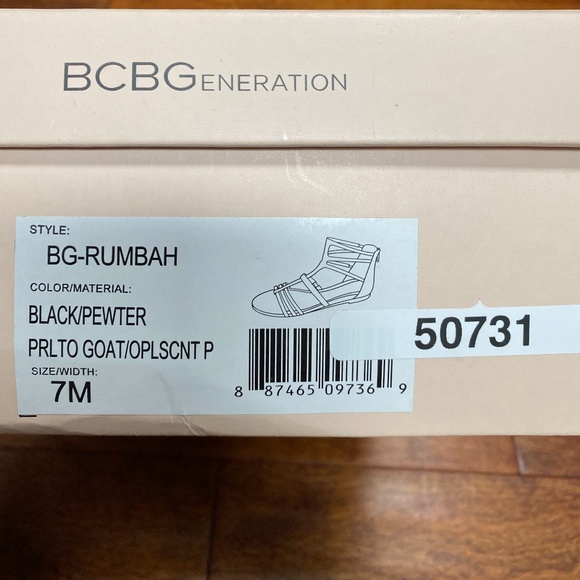 BCBGENERATION
STYLE:
BG-RUMBAH
COLOR/MATERIAL:
BLACK/PEWTER
PRLTO GOAT/OPLSCNT P
SIZE/WIDTH:
7M
8 87465 09736 9
50731